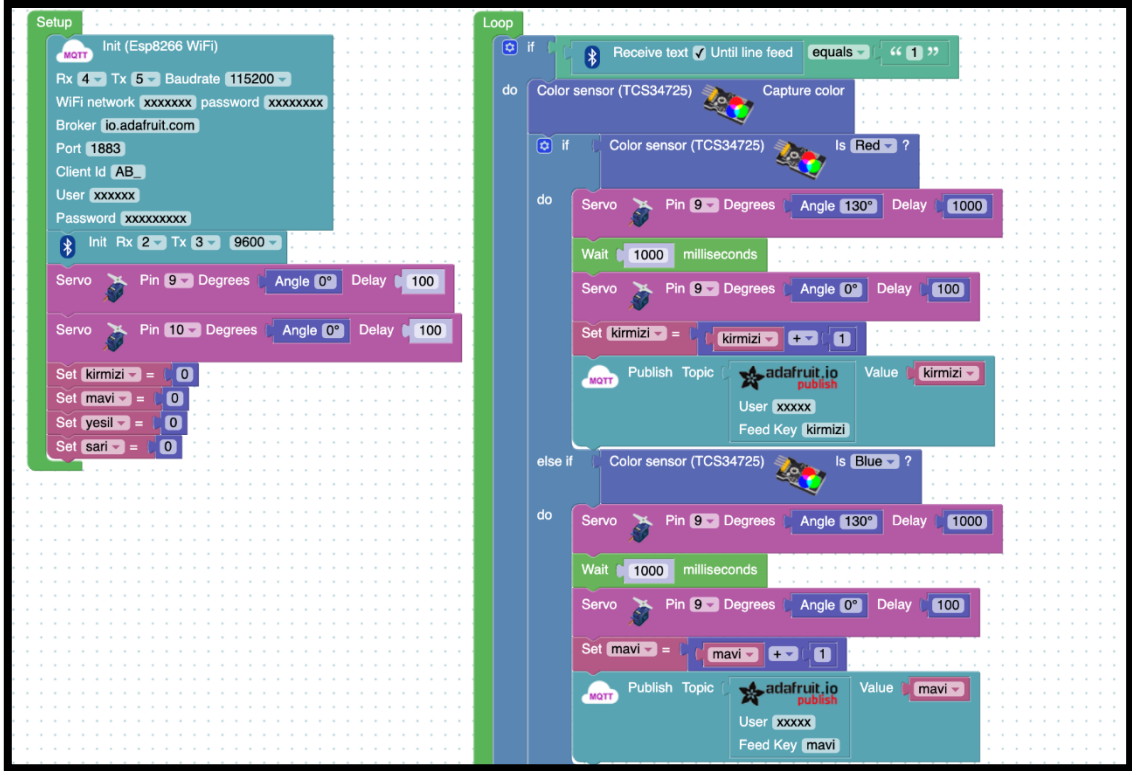 Setup
MQTT Init (Esp8266 WiFi)
Rx 4 Tx 5 Baudrate 115200
WiFi network xxxxxxx password xxxxxxxx
Broker io.adafruit.com
Port 1883
Client Id AB_
User xxxxxx
Password xxxxxxxxx
Init Rx 2 Tx 3 9600
Servo Pin 9 Degrees Angle 0° Delay 100
Servo Pin 10 Degrees Angle 0° Delay 100
Set kirmizi = 0
Set mavi = 0
Set yesil = 0
Set sari = 0
Loop
if Receive text Until line feed equals “ 1 ”
do Color sensor (TCS34725) Capture color
if Color sensor (TCS34725) Is Red ?
do Servo Pin 9 Degrees Angle 130° Delay 1000
Wait 1000 milliseconds
Servo Pin 9 Degrees Angle 0° Delay 100
Set kirmizi = kirmizi + 1
MQTT Publish Topic adafruit.io Value kirmizi
publish
User xxxxx
Feed Key kirmizi
else if Color sensor (TCS34725) Is Blue ?
do Servo Pin 9 Degrees Angle 130° Delay 1000
Wait 1000 milliseconds
Servo Pin 9 Degrees Angle 0° Delay 100
Set mavi = mavi + 1
MQTT Publish Topic adafruit.io Value mavi
publish
User xxxxx
Feed Key mavi